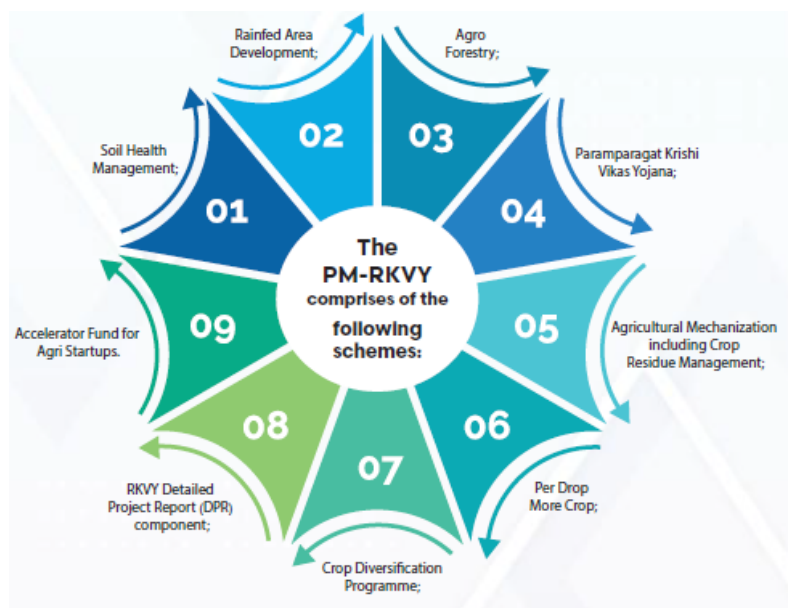 The
PM-RKVY
comprises of the
following
schemes:
01
Soil Health
Management;
02
Rainfed Area
Development;
03
Agro
Forestry;
04
Paramparagat Krishi
Vikas Yojana;
05
Agricultural Mechanization
including Crop
Residue Management;
06
Per Drop
More Crop;
07
Crop Diversification
Programme;
08
RKVY Detailed
Project Report (DPR)
component;
09
Accelerator Fund for
Agri Startups.